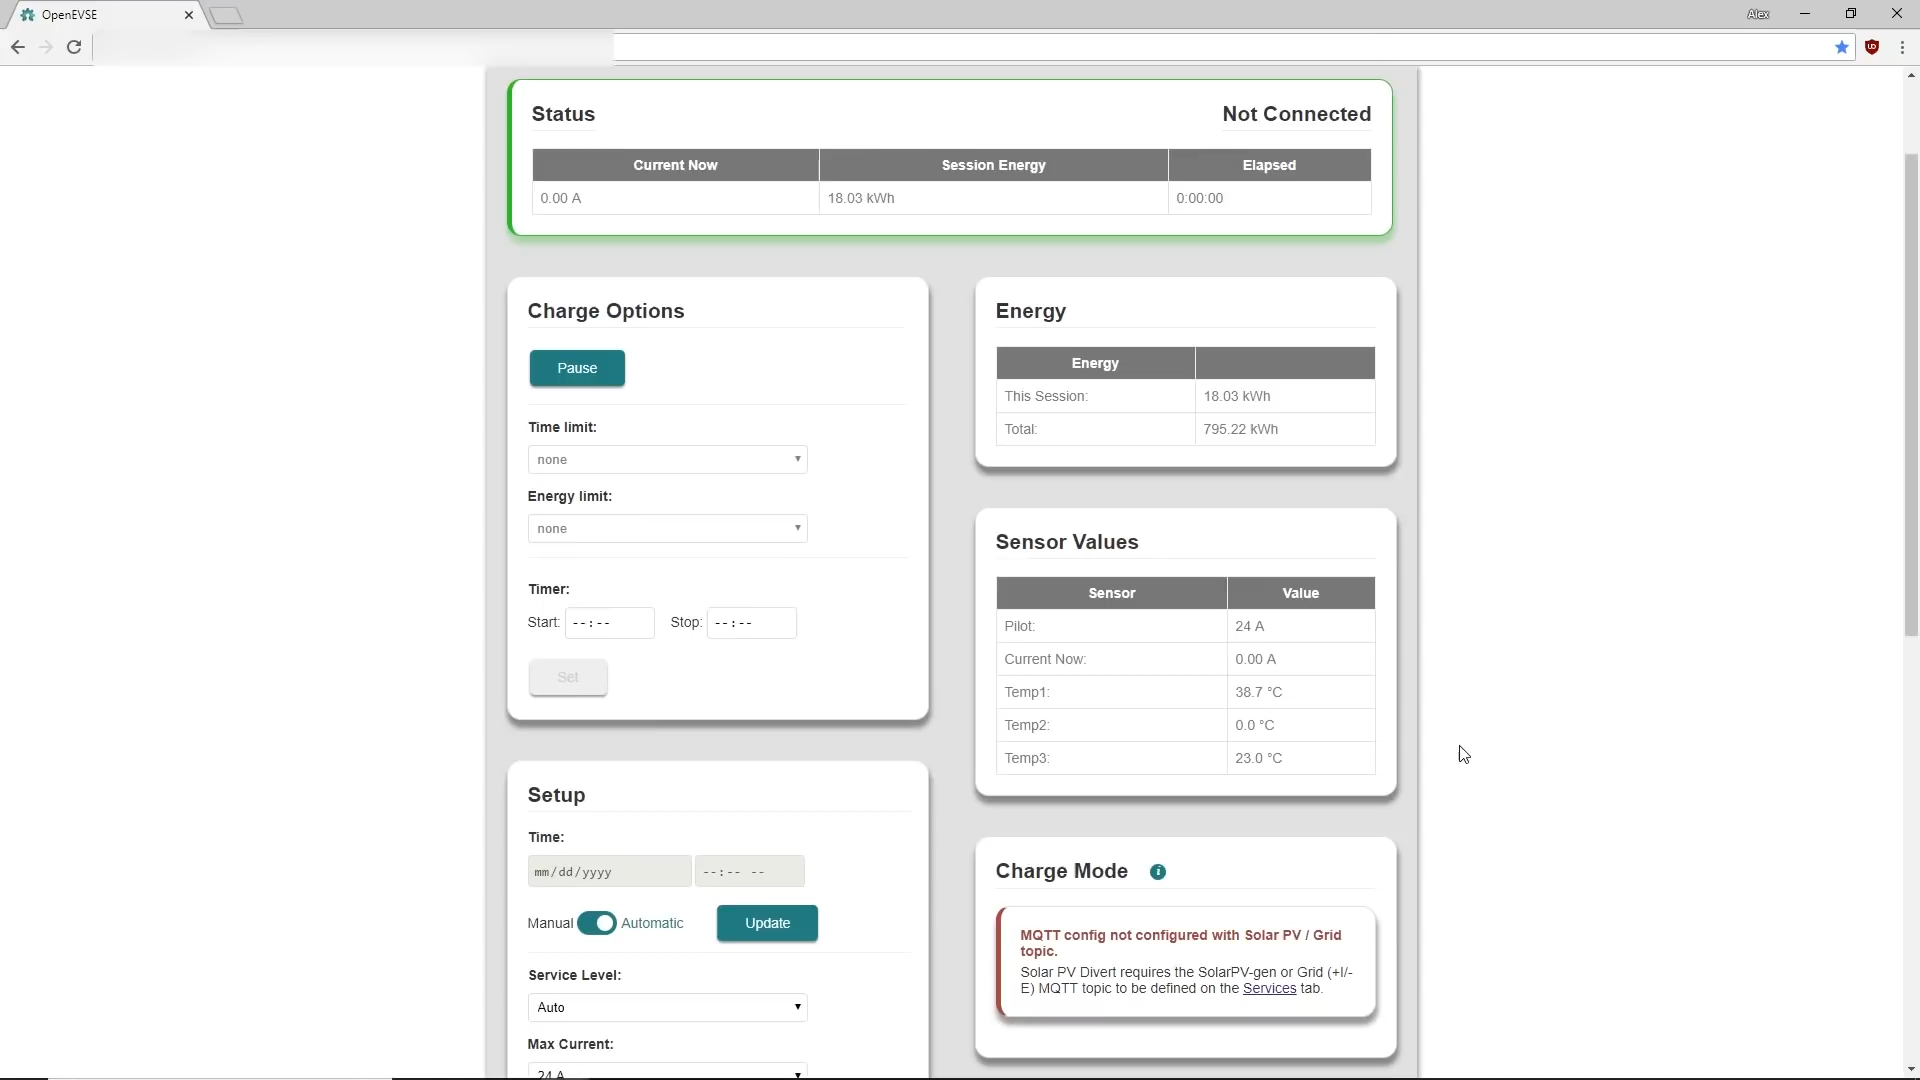 OpenEVSE
Alex
Status
Not Connected
Current Now Session Energy Elapsed
0.00 A 18.03 kWh 0:00:00
Charge Options
Pause
Time limit:
none
Energy limit:
none
Timer:
Start: --:-- Stop: --:--
Set
Setup
Time:
mm/dd/yyyy --:-- --
Manual Automatic Update
Service Level:
Auto
Max Current:
24 A
Energy
Energy
This Session: 18.03 kWh
Total: 795.22 kWh
Sensor Values
Sensor Value
Pilot: 24 A
Current Now: 0.00 A
Temp1: 38.7 °C
Temp2: 0.0 °C
Temp3: 23.0 °C
Charge Mode i
MQTT config not configured with Solar PV / Grid
topic.
Solar PV Divert requires the SolarPV-gen or Grid (+I/-
E) MQTT topic to be defined on the Services tab.